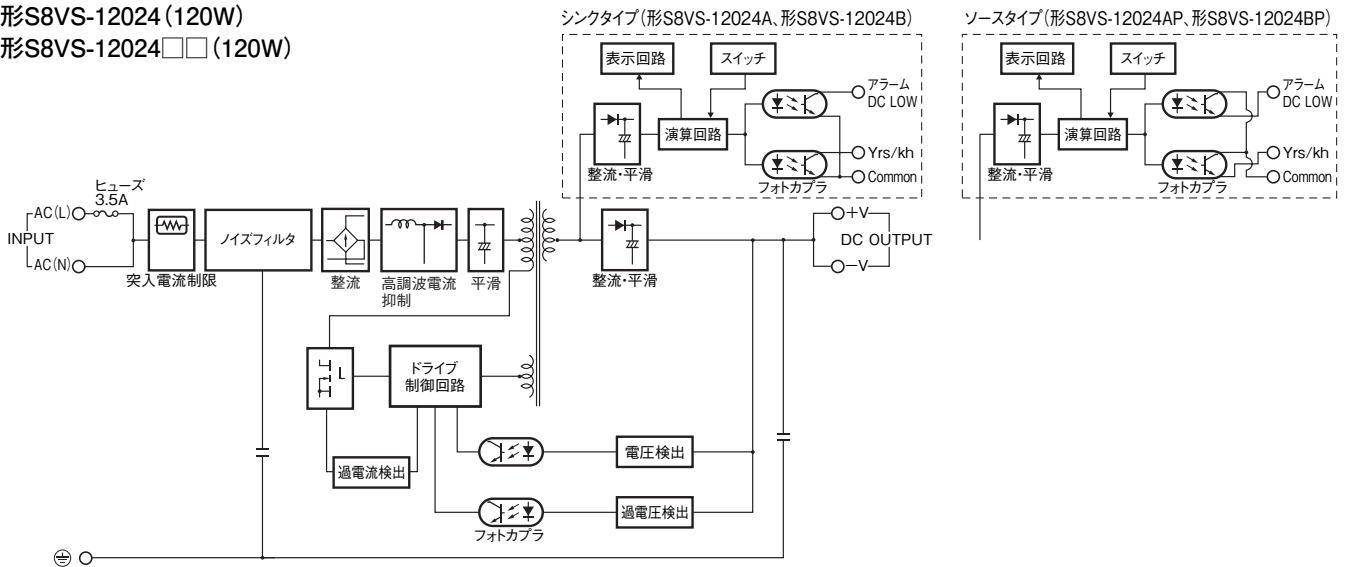 形S8VS-12024（120W）
形S8VS-12024□□（120W）
シンクタイプ（形S8VS-12024A、形S8VS-12024B）
表示回路
スイッチ
アラーム
DC LOW
演算回路
整流・平滑
Yrs/kh
フォトカプラ
Common
ソースタイプ（形S8VS-12024AP、形S8VS-12024BP）
表示回路
スイッチ
アラーム
DC LOW
演算回路
整流・平滑
Yrs/kh
フォトカプラ
Common
ヒューズ
3.5A
AC(L)
INPUT
AC(N)
突入電流制限
ノイズフィルタ
整流
高調波電流
抑制
平滑
整流・平滑
+V
DC OUTPUT
−V
ドライブ
制御回路
過電流検出
電圧検出
過電圧検出
フォトカプラ